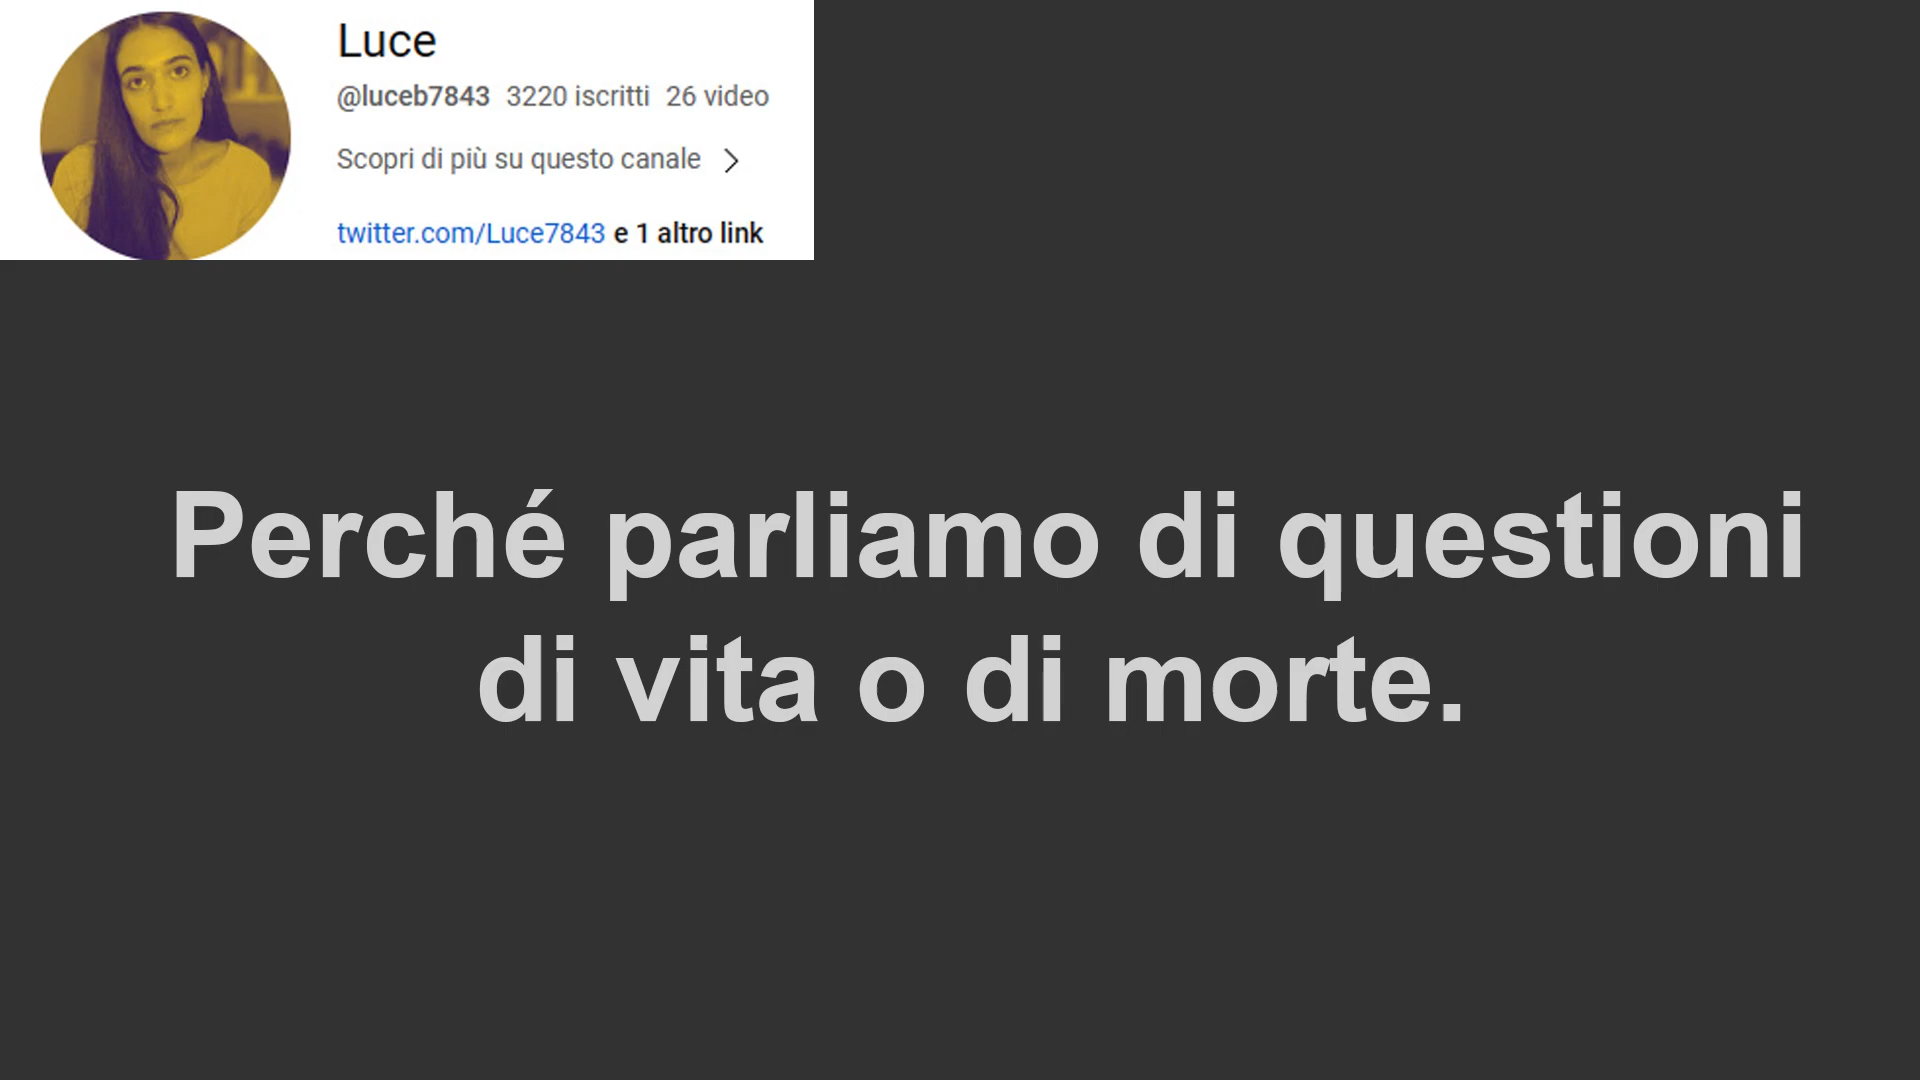 Luce
@luceb7843 3220 iscritti 26 video
Scopri di più su questo canale
twitter.com/Luce7843 e 1 altro link
Perché parliamo di questioni
di vita o di morte.